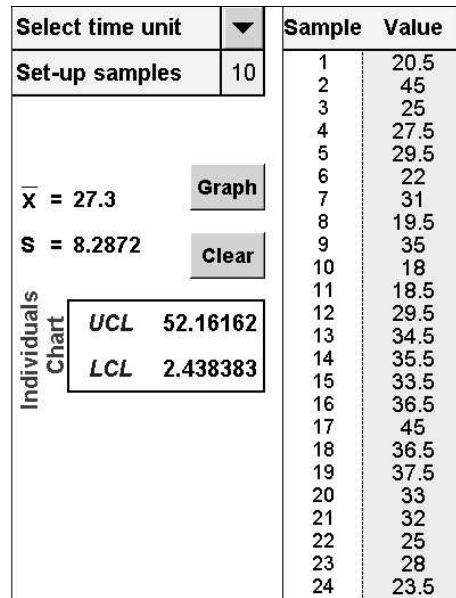 Select time unit
Set-up samples 10
x̄ = 27.3
Graph
S = 8.2872
Clear
Individuals
Chart
UCL 52.16162
LCL 2.438383
Sample Value
1 20.5
2 45
3 25
4 27.5
5 29.5
6 22
7 31
8 19.5
9 35
10 18
11 18.5
12 29.5
13 34.5
14 35.5
15 33.5
16 36.5
17 45
18 36.5
19 37.5
20 33
21 32
22 25
23 28
24 23.5